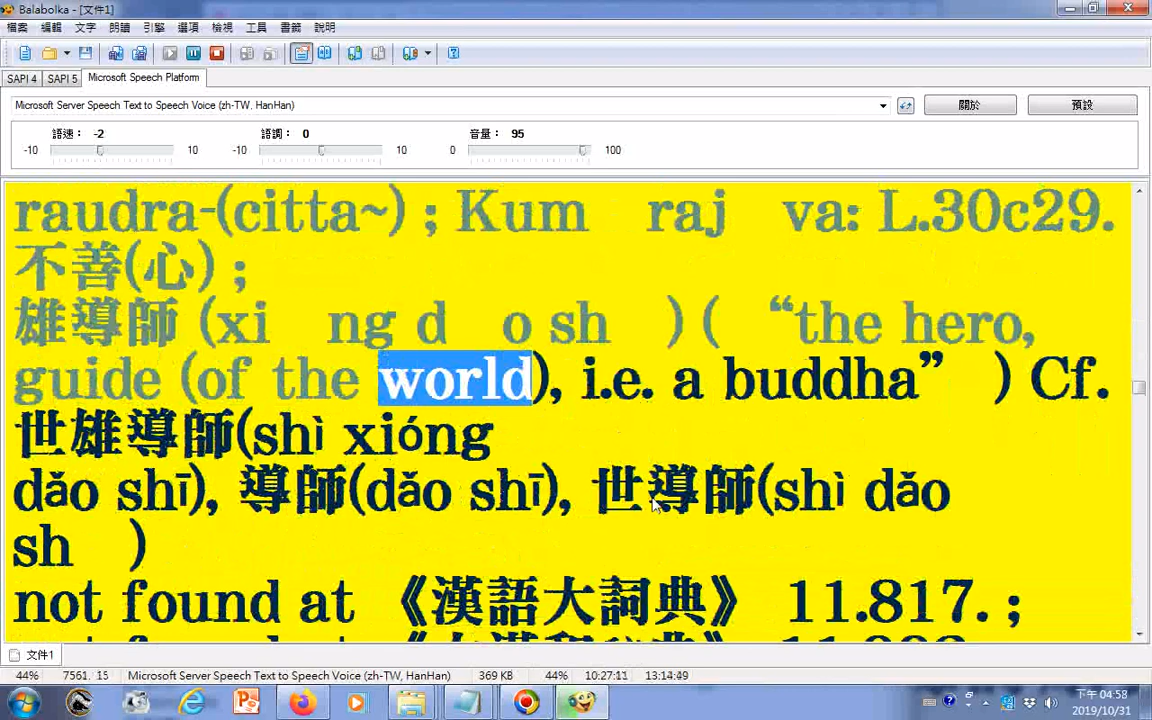 Balabolka - [文件1]
檔案 編輯 文字 朗讀 引擎 選項 檢視 工具 書籤 說明
SAPI 4 SAPI 5 Microsoft Speech Platform
Microsoft Server Speech Text to Speech Voice (zh-TW, HanHan) 關於 預設
語速： -2 語調： 0 音量： 95
-10 10 -10 10 0 100
raudra-(citta~) ; Kum raj va: L.30c29.
不善(心) ;
雄導師 (xi ng d o sh ) ( “the hero,
guide (of the world), i.e. a buddha” ) Cf.
世雄導師(shì xióng
dǎo shī), 導師(dǎo shī), 世導師(shì dǎo
sh )
not found at 《漢語大詞典》 11.817. ;
文件1
44% 7561: 15 Microsoft Server Speech Text to Speech Voice (zh-TW, HanHan) 369 KB 44% 10:27:11 13:14:49
下午 04:58
2019/10/31